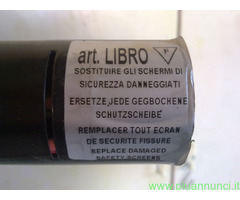 art. LIBRO F
SOSTITUIRE GLI SCHERMI DI
SICUREZZA DANNEGGIATI
ERSETZE,JEDE GEGBOCHENE
SCHUTZSCHEIBE
REMPLACER TOUT ECRAN
DE SECURITE FISSURE
REPLACE DAMAGED
SAFETY SCREENS